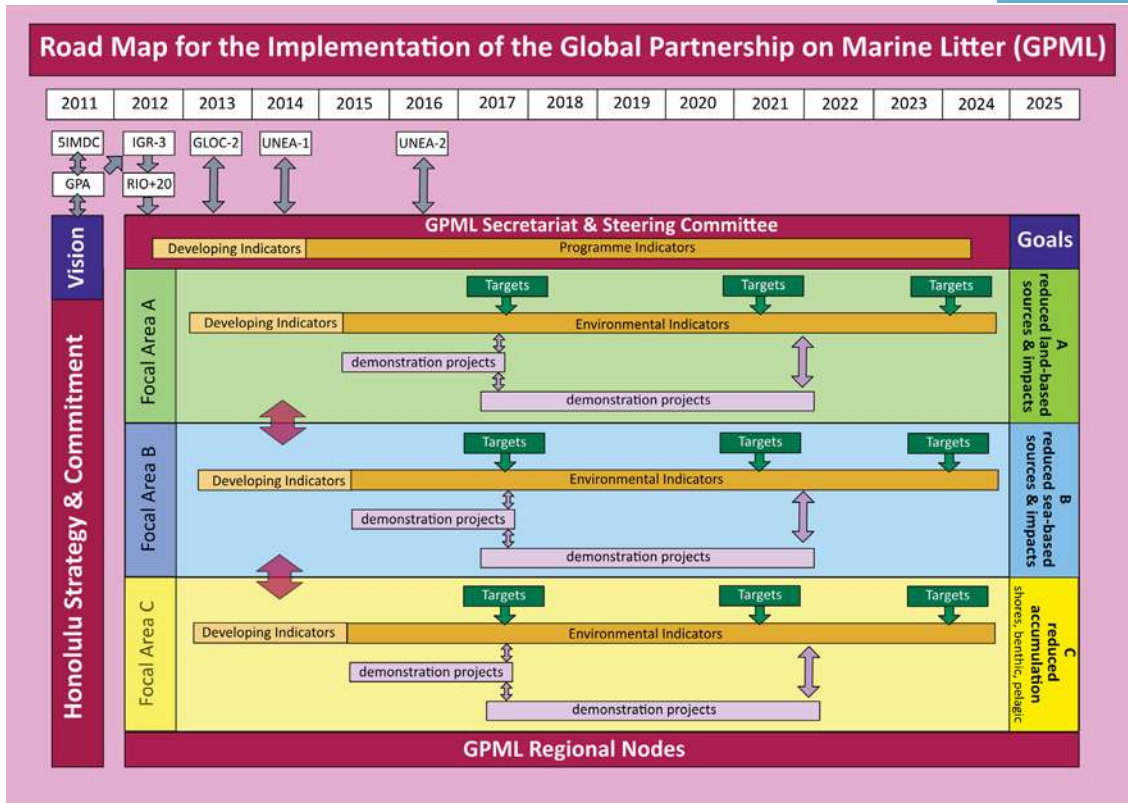 Road Map for the Implementation of the Global Partnership on Marine Litter (GPML)
2011 2012 2013 2014 2015 2016 2017 2018 2019 2020 2021 2022 2023 2024 2025
5IMDC IGR-3 GLOC-2 UNEA-1 UNEA-2
GPA RIO+20
Vision
Honolulu Strategy & Commitment
GPML Secretariat & Steering Committee
Developing Indicators Programme Indicators
Goals
Focal Area A
Targets Targets Targets
Developing Indicators Environmental Indicators
demonstration projects
demonstration projects
A
reduced land-based
sources & impacts
Focal Area B
Targets Targets Targets
Developing Indicators Environmental Indicators
demonstration projects
demonstration projects
B
reduced sea-based
sources & impacts
Focal Area C
Targets Targets Targets
Developing Indicators Environmental Indicators
demonstration projects
demonstration projects
C
reduced
accumulation
shores, benthic, pelagic
GPML Regional Nodes